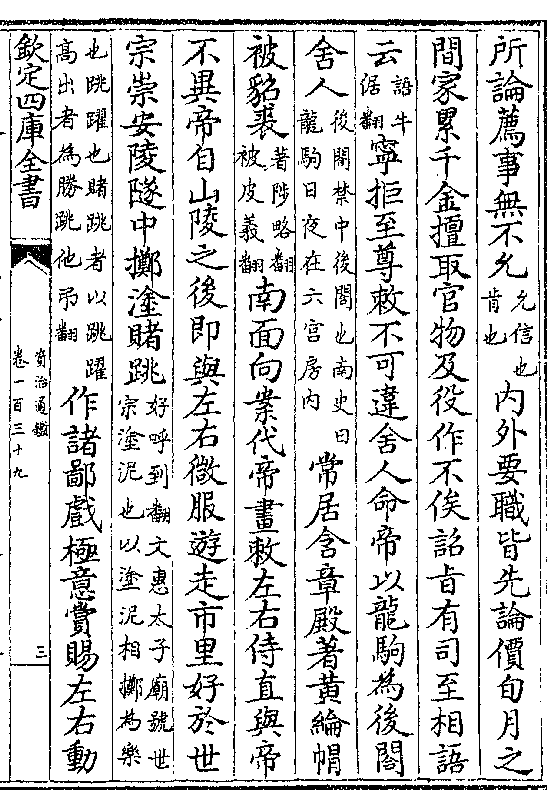 所論薦事無不允允信也肯也內外要職皆先論價旬月之
間家累千金擅取官物及役作不俟詔旨有司至相語
云語牛倨翻寧拒至尊敕不可違舍人命帝以龍駒為後閤
舍人後閤禁中後閤也南史曰龍駒日夜在六宮房内常居含章殿著黃綸帽
被貂裘著陟略翻被皮義翻南面向案代帝畫敕左右侍直與帝
不異帝自山陵之後即與左右微服遊走市里好於世
宗崇安陵隧中擲塗賭跳好呼到翻文惠太子廟號世宗塗泥也以塗泥相擲為樂
也跳躍也賭跳者以跳躍高出者為勝跳他弔翻作諸鄙戲極意賞賜左右動
欽定四庫全書
資治通鑑
卷一百三十九
三